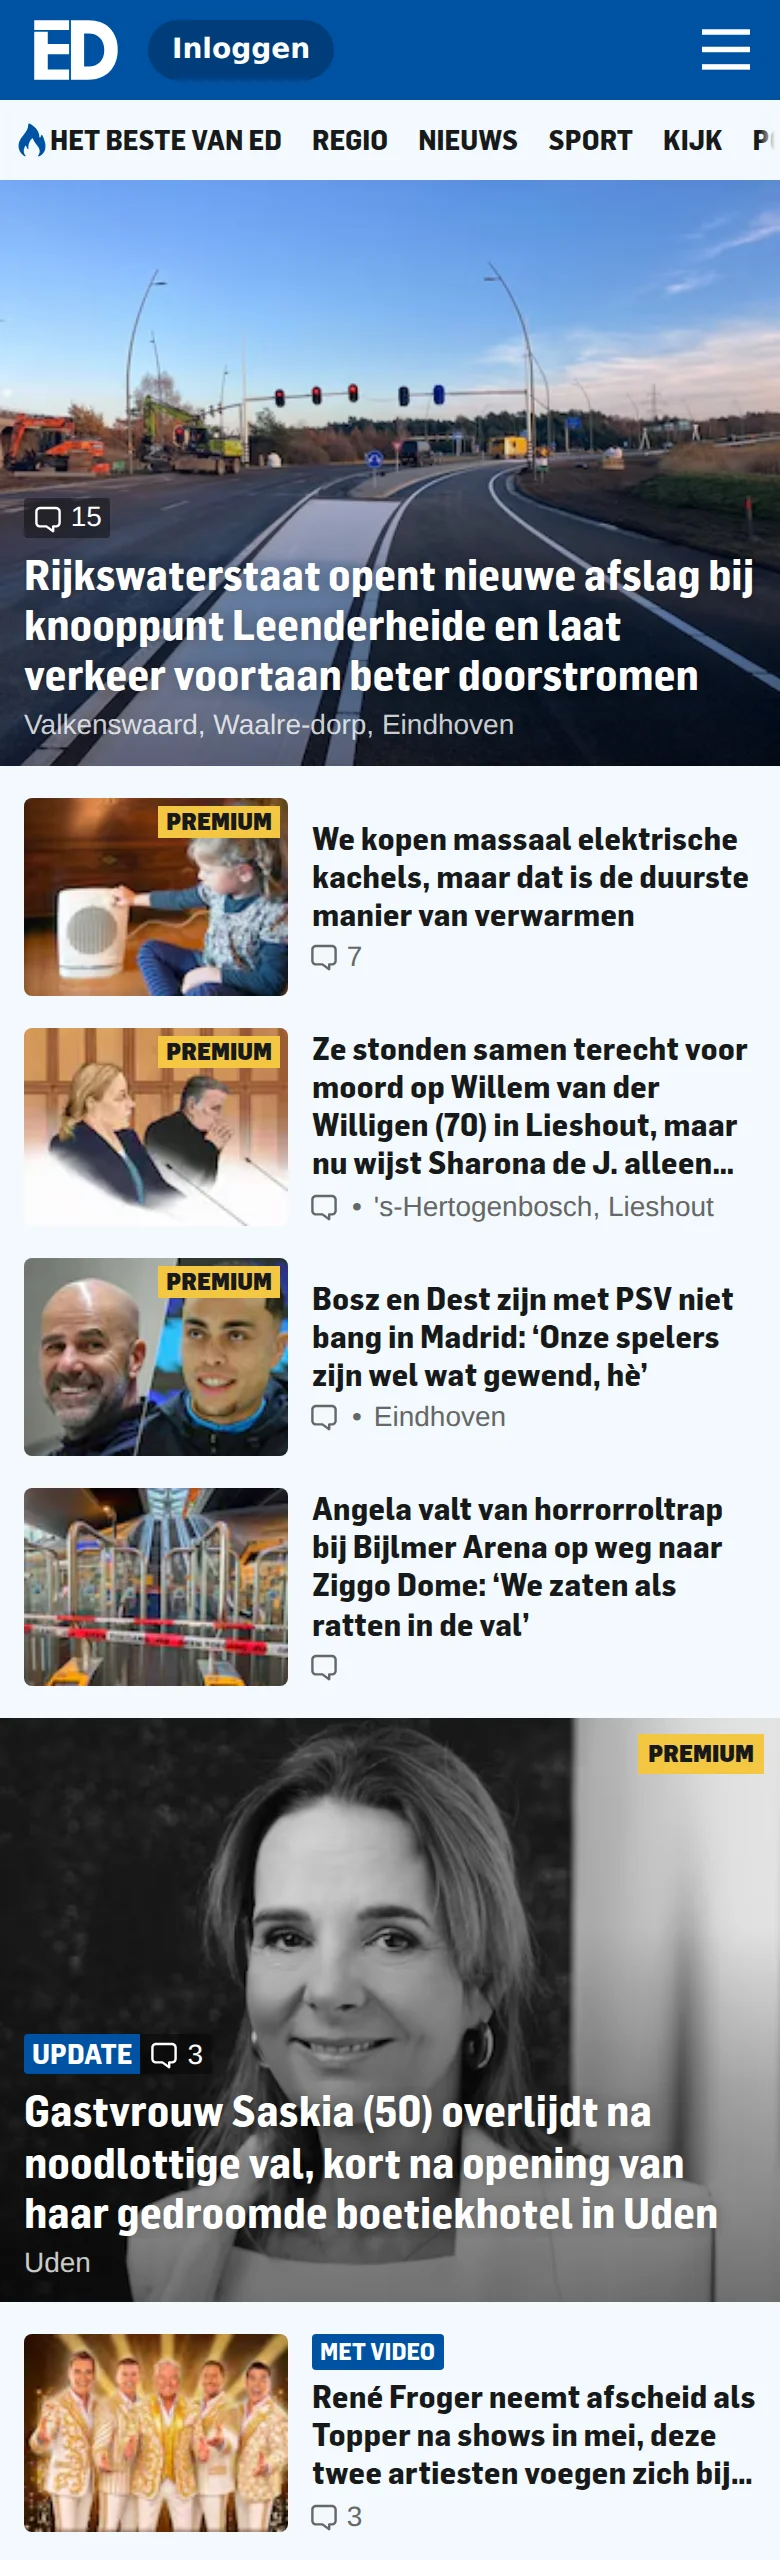 ED
Inloggen
HET BESTE VAN ED REGIO NIEUWS SPORT KIJK
15
Rijkswaterstaat opent nieuwe afslag bij
knooppunt Leenderheide en laat
verkeer voortaan beter doorstromen
Valkenswaard, Waalre-dorp, Eindhoven
PREMIUM
We kopen massaal elektrische
kachels, maar dat is de duurste
manier van verwarmen
7
PREMIUM
Ze stonden samen terecht voor
moord op Willem van der
Willigen (70) in Lieshout, maar
nu wijst Sharona de J. alleen...
• 's-Hertogenbosch, Lieshout
PREMIUM
Bosz en Dest zijn met PSV niet
bang in Madrid: ‘Onze spelers
zijn wel wat gewend, hè’
• Eindhoven
Angela valt van horrorroltrap
bij Bijlmer Arena op weg naar
Ziggo Dome: ‘We zaten als
ratten in de val’
PREMIUM
UPDATE 3
Gastvrouw Saskia (50) overlijdt na
noodlottige val, kort na opening van
haar gedroomde boetiekhotel in Uden
Uden
MET VIDEO
René Froger neemt afscheid als
Topper na shows in mei, deze
twee artiesten voegen zich bij...
3